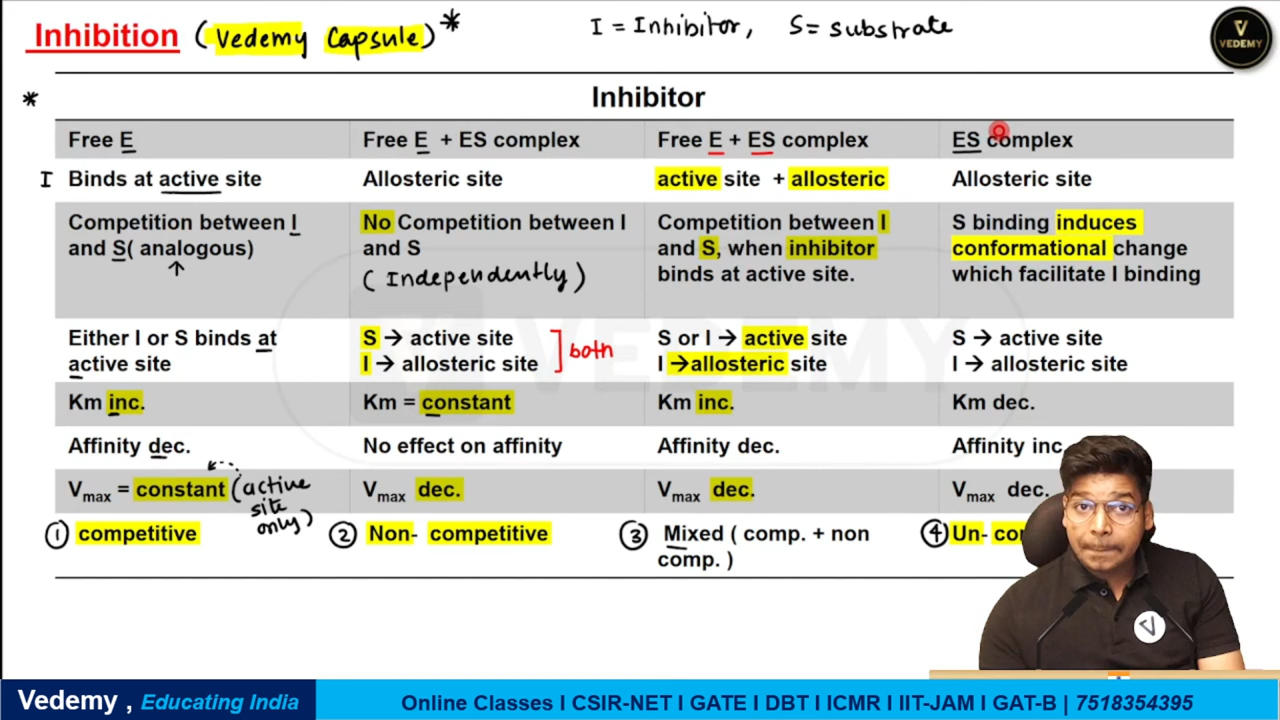 Inhibition (Vedemy Capsule)* I = Inhibitor, S= substrate
VEDEMY
* Inhibitor
Free E Free E + ES complex Free E + ES complex ES complex
I Binds at active site Allosteric site active site + allosteric Allosteric site
Competition between I No Competition between I Competition between I S binding induces
and S( analogous) and S and S, when inhibitor conformational change
(Independently) binds at active site. which facilitate I binding
Either I or S binds at S → active site S or I → active site S → active site
active site I → allosteric site I → allosteric site I → allosteric site
both
VEDEMY
Km inc. Km = constant Km inc. Km dec.
Affinity dec. No effect on affinity Affinity dec. Affinity inc
Vmax = constant (active site only) Vmax dec. Vmax dec. Vmax dec.
① competitive ② Non- competitive ③ Mixed ( comp. + non ④ Un-
comp. )
Vedemy , Educating India Online Classes I CSIR-NET I GATE I DBT I ICMR I IIT-JAM I GAT-B | 7518354395